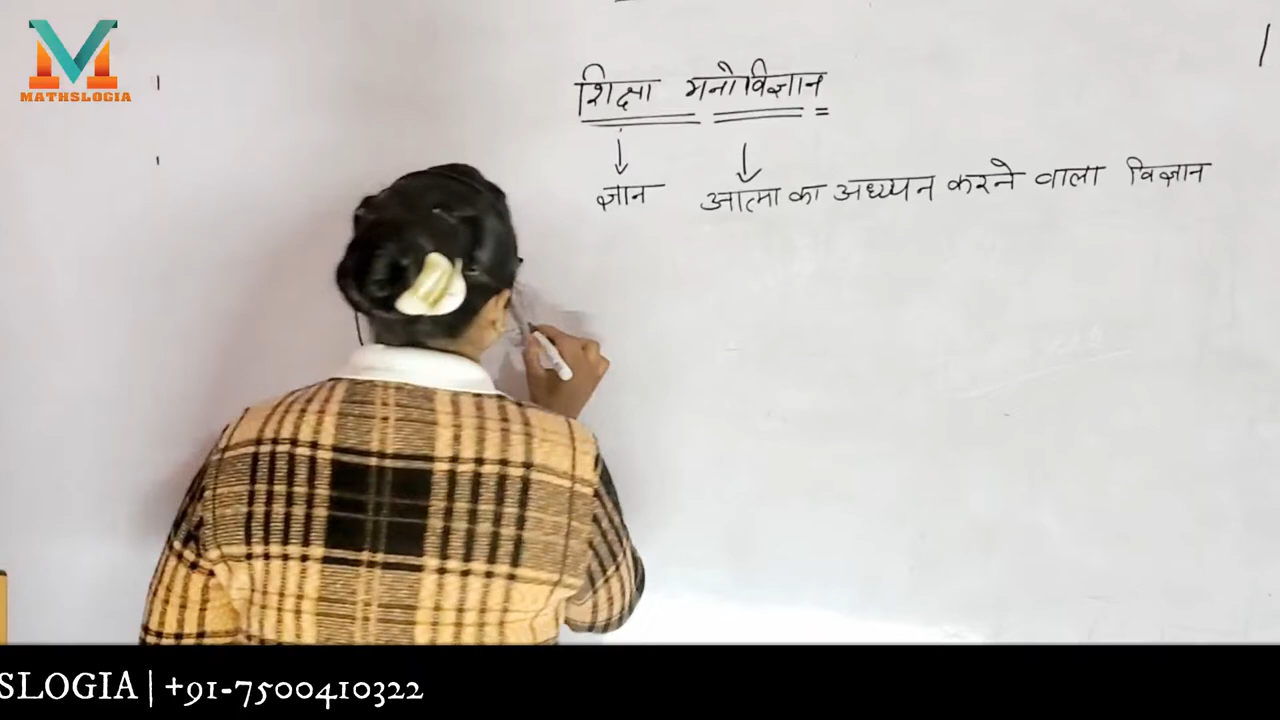 MATHSLOGIA
शिक्षा मनोविज्ञान
ज्ञान आत्मा का अध्ययन करने वाला विज्ञान
SLOGIA | +91-7500410322